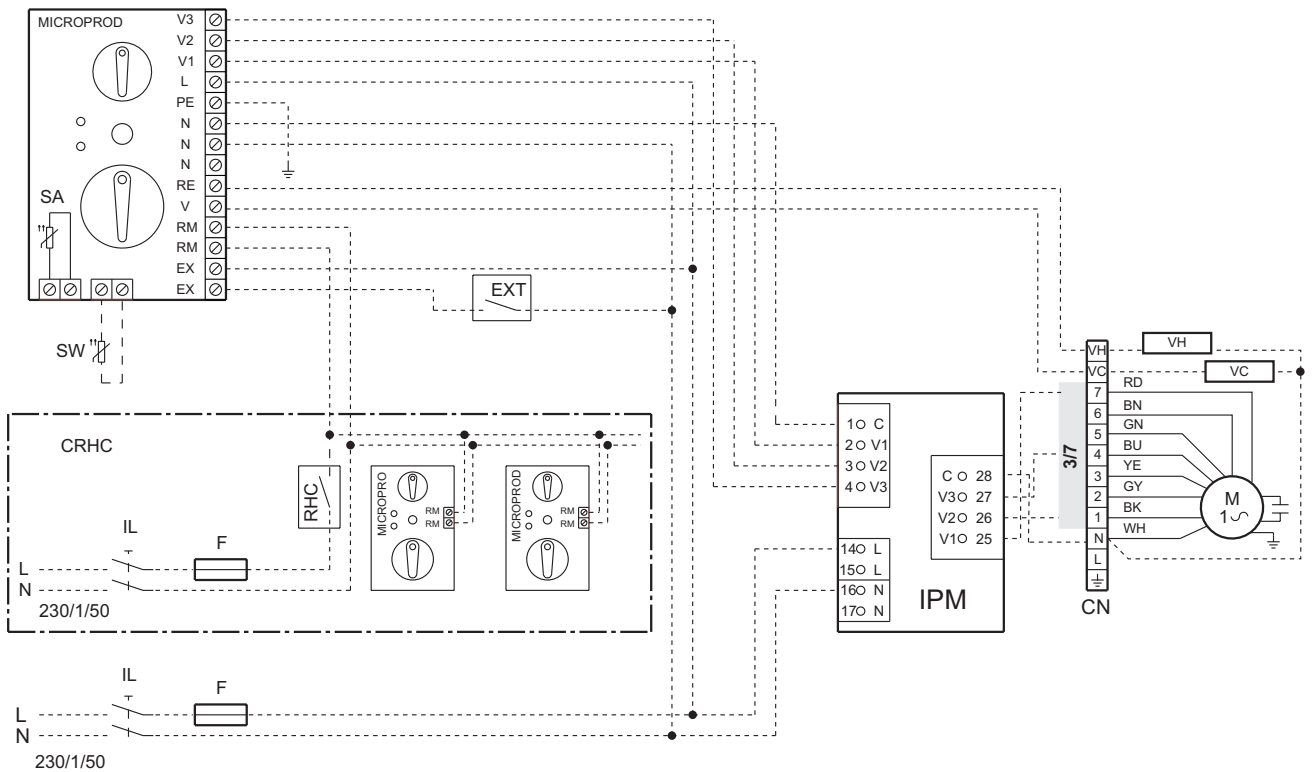 MICROPROD
V3
V2
V1
L
PE
N
N
N
RE
V
RM
RM
EX
EX
SA
SW
EXT
CRHC
RHC
MICROPRO
RM
RM
MICROPROD
RM
RM
IL
F
L
N
230/1/50
IL
F
L
N
230/1/50
1 C
2 V1
3 V2
4 V3
C 28
V3 27
V2 26
V1 25
14 L
15 L
16 N
17 N
IPM
3/7
VH
VC
7
6
5
4
3
2
1
N
L
CN
VH
VC
RD
BN
GN
BU
YE
GY
BK
WH
M
1